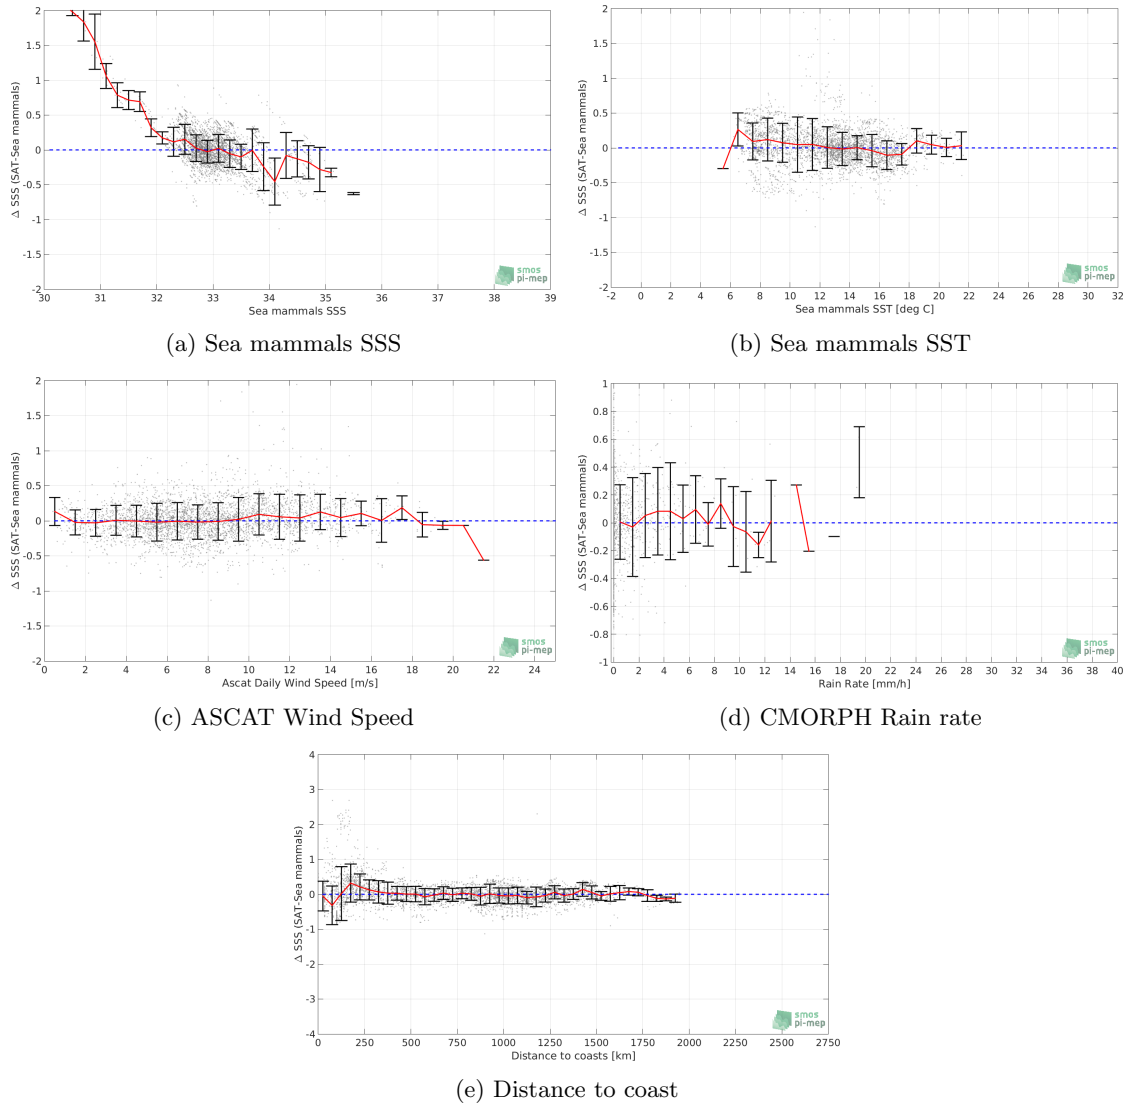 2
1.5
1
0.5
0
-0.5
-1
-1.5
-2
Δ SSS (SAT-Sea mammals)
30 31 32 33 34 35 36 37 38 39
Sea mammals SSS
smos
pi-mep
(a) Sea mammals SSS
2
1.5
1
0.5
0
-0.5
-1
-1.5
-2
Δ SSS (SAT-Sea mammals)
-2 0 2 4 6 8 10 12 14 16 18 20 22 24 26 28 30 32
Sea mammals SST [deg C]
smos
pi-mep
(b) Sea mammals SST
2
1.5
1
0.5
0
-0.5
-1
-1.5
-2
Δ SSS (SAT-Sea mammals)
0 2 4 6 8 10 12 14 16 18 20 22 24
Ascat Daily Wind Speed [m/s]
smos
pi-mep
(c) ASCAT Wind Speed
1
0.8
0.6
0.4
0.2
0
-0.2
-0.4
-0.6
-0.8
-1
Δ SSS (SAT-Sea mammals)
0 2 4 6 8 10 12 14 16 18 20 22 24 26 28 30 32 34 36 38 40
Rain Rate [mm/h]
smos
pi-mep
(d) CMORPH Rain rate
4
3
2
1
0
-1
-2
-3
-4
Δ SSS (SAT-Sea mammals)
0 250 500 750 1000 1250 1500 1750 2000 2250 2500 2750
Distance to coasts [km]
smos
pi-mep
(e) Distance to coast